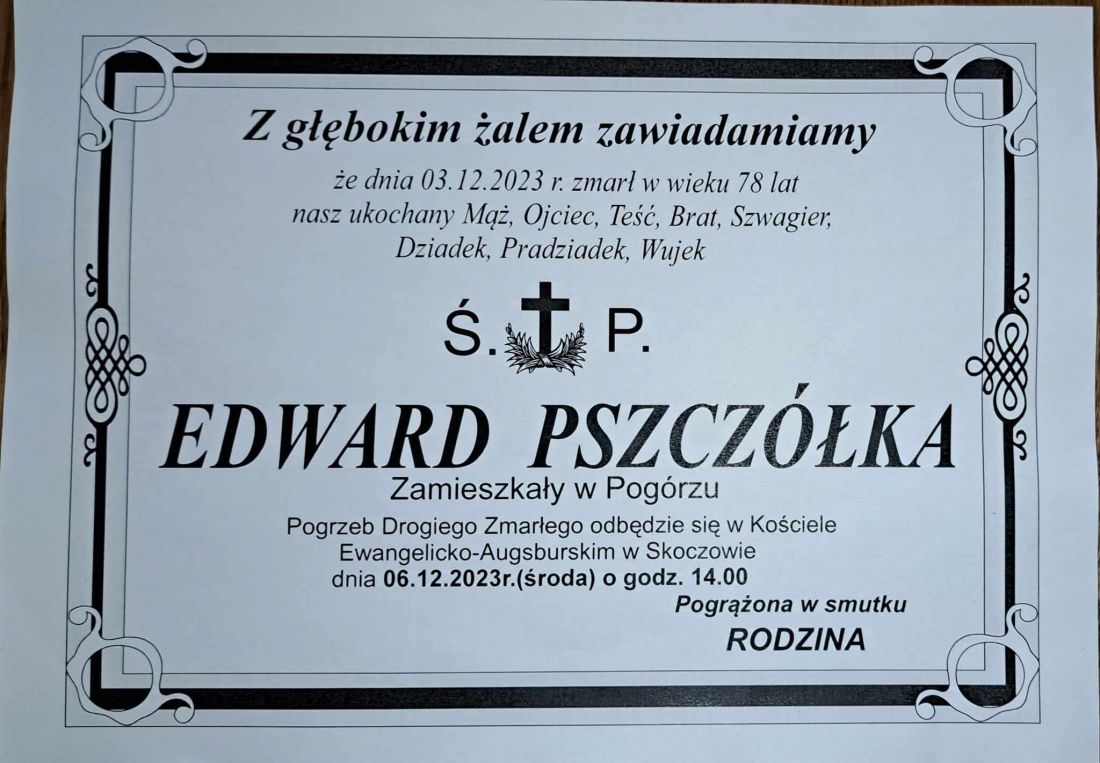 Z głębokim żalem zawiadamiamy
że dnia 03.12.2023 r. zmarł w wieku 78 lat
nasz ukochany Mąż, Ojciec, Teść, Brat, Szwagier,
Dziadek, Pradziadek, Wujek
Ś. P.
EDWARD PSZCZÓŁKA
Zamieszkały w Pogórzu
Pogrzeb Drogiego Zmarłego odbędzie się w Kościele
Ewangelicko-Augsburskim w Skoczowie
dnia 06.12.2023r.(środa) o godz. 14.00
Pogrążona w smutku
RODZINA